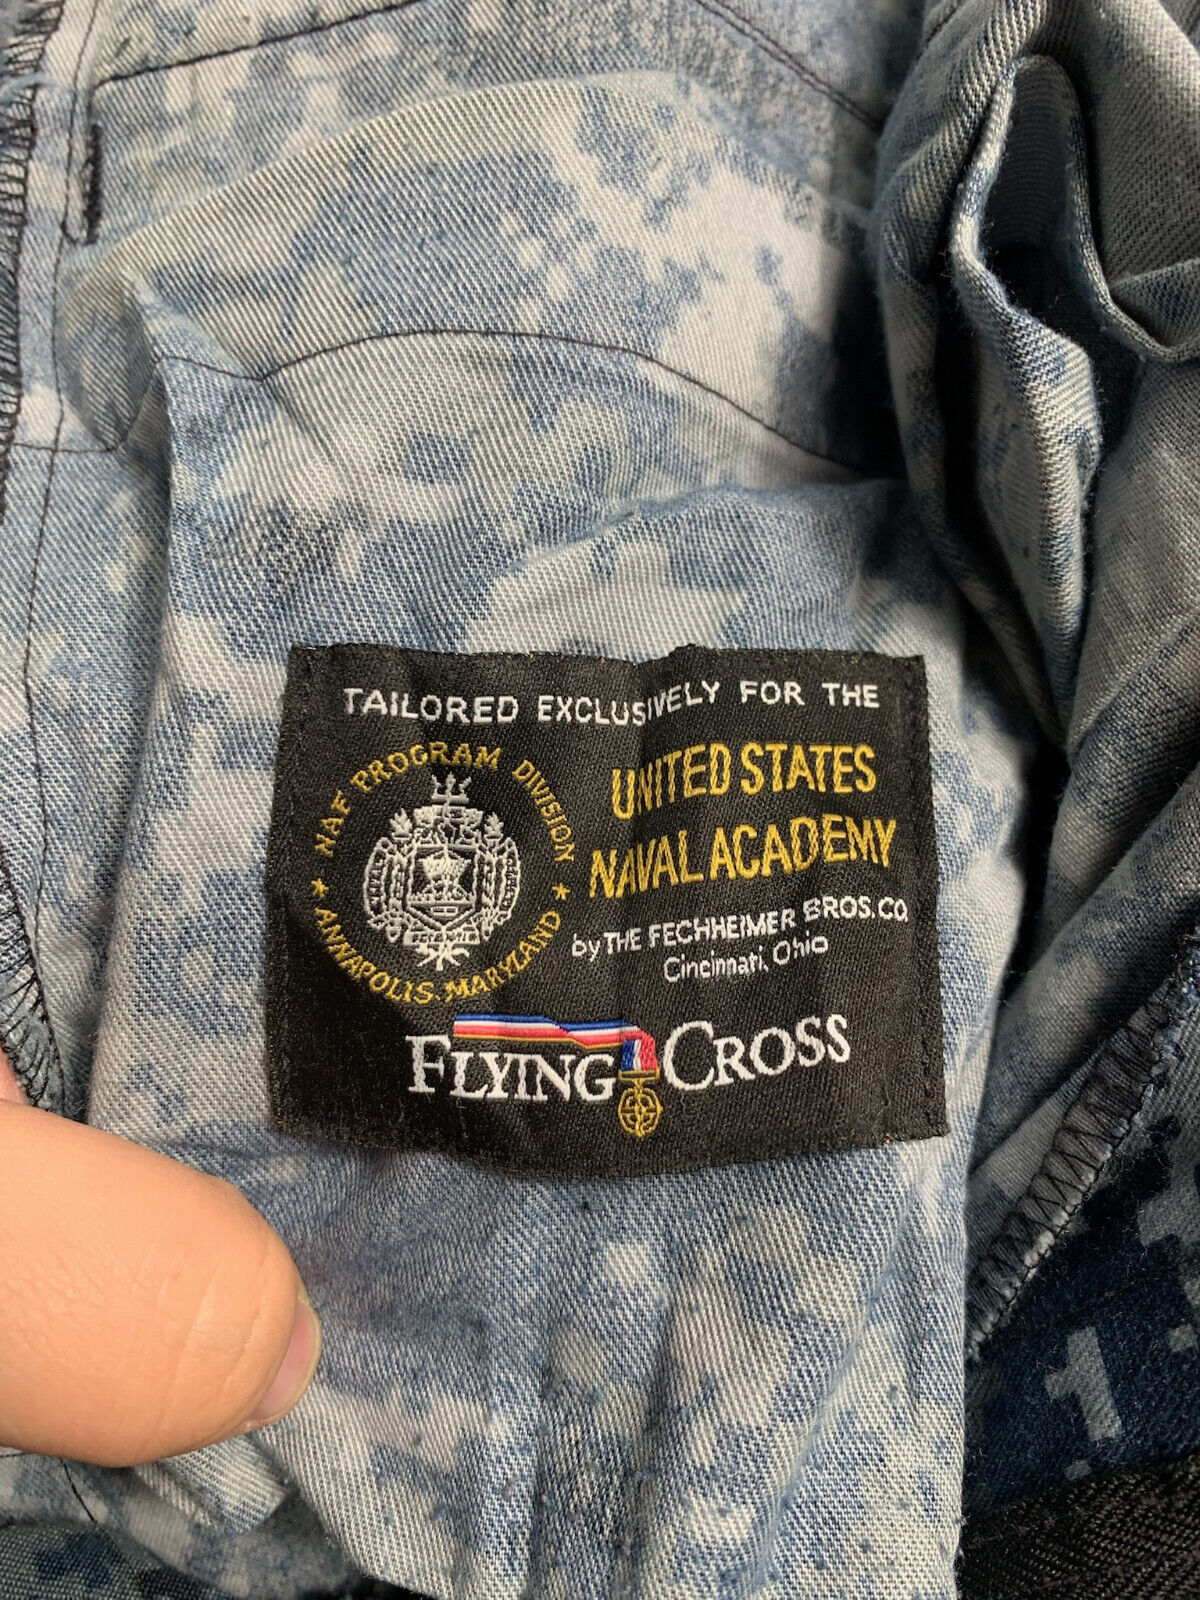 TAILORED EXCLUSIVELY FOR THE
NAF PROGRAM DIVISION
★ ANNAPOLIS, MARYLAND ★
UNITED STATES
NAVAL ACADEMY
by THE FECHHEIMER BROS. CO.
Cincinnati, Ohio
FLYING CROSS